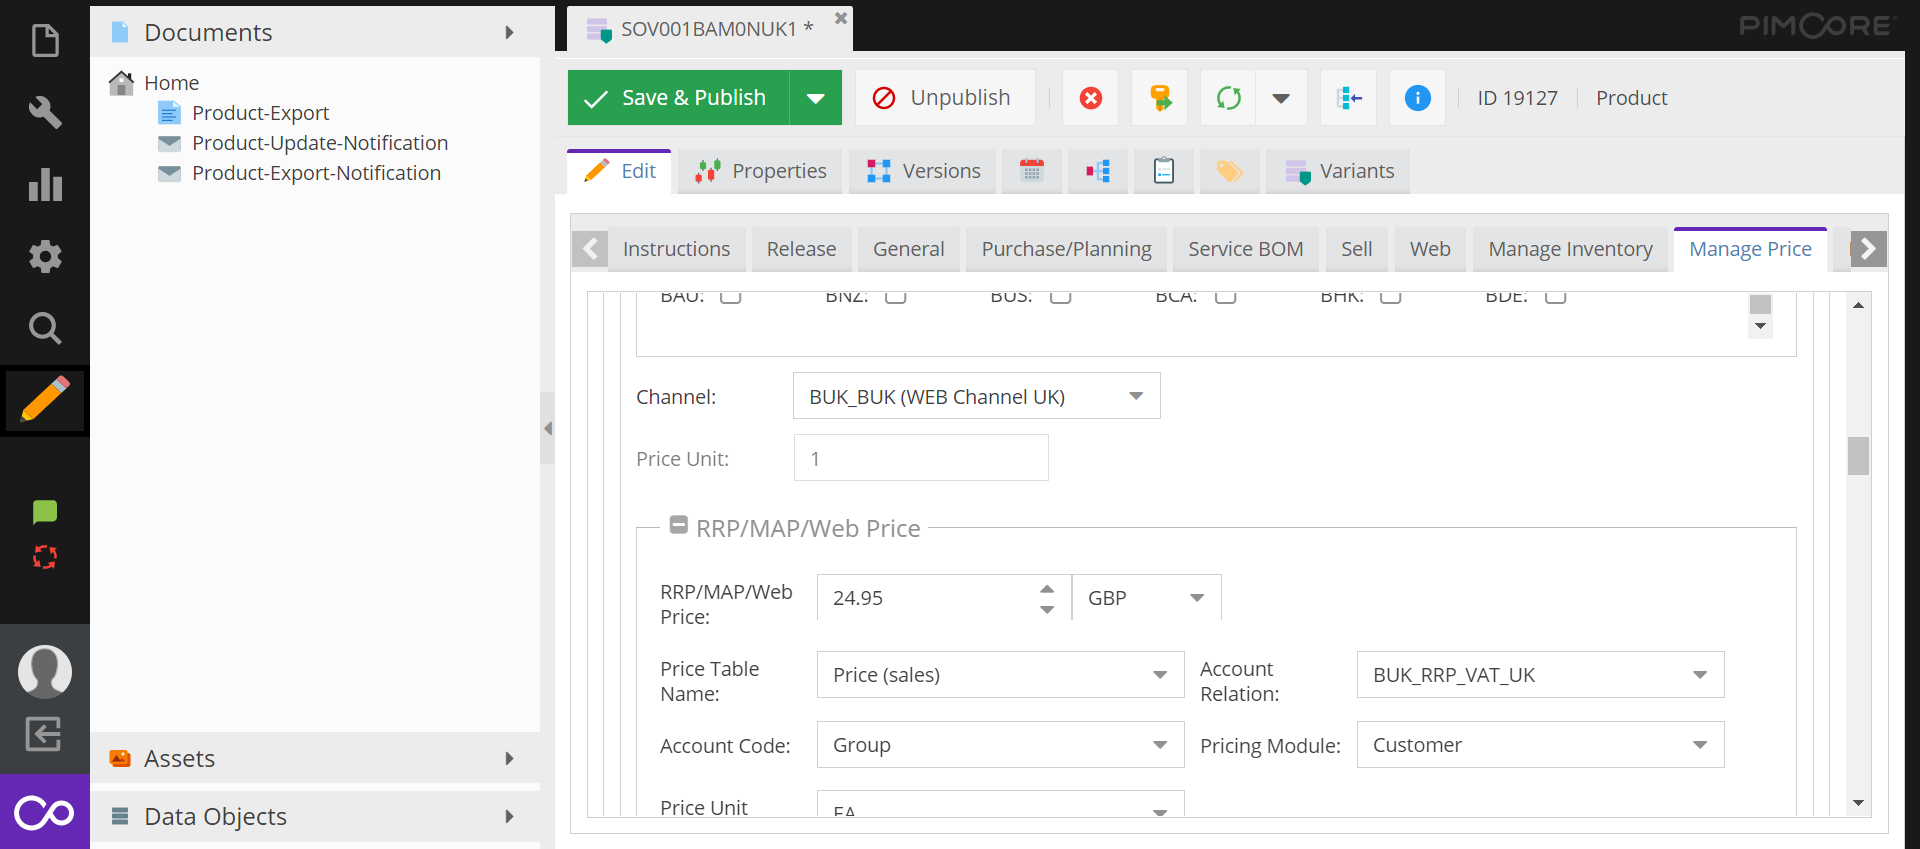 Documents
Home
Product-Export
Product-Update-Notification
Product-Export-Notification
Assets
Data Objects
SOV001BAM0NUK1 *
PIMCORE
Save & Publish
Unpublish
ID 19127
Product
Edit
Properties
Versions
Variants
Instructions
Release
General
Purchase/Planning
Service BOM
Sell
Web
Manage Inventory
Manage Price
BAU:
BNZ:
BUS:
BCA:
BHK:
BDE:
Channel:
BUK_BUK (WEB Channel UK)
Price Unit:
1
RRP/MAP/Web Price
RRP/MAP/Web
Price:
24.95
GBP
Price Table
Name:
Price (sales)
Account
Relation:
BUK_RRP_VAT_UK
Account Code:
Group
Pricing Module:
Customer
Price Unit
EA